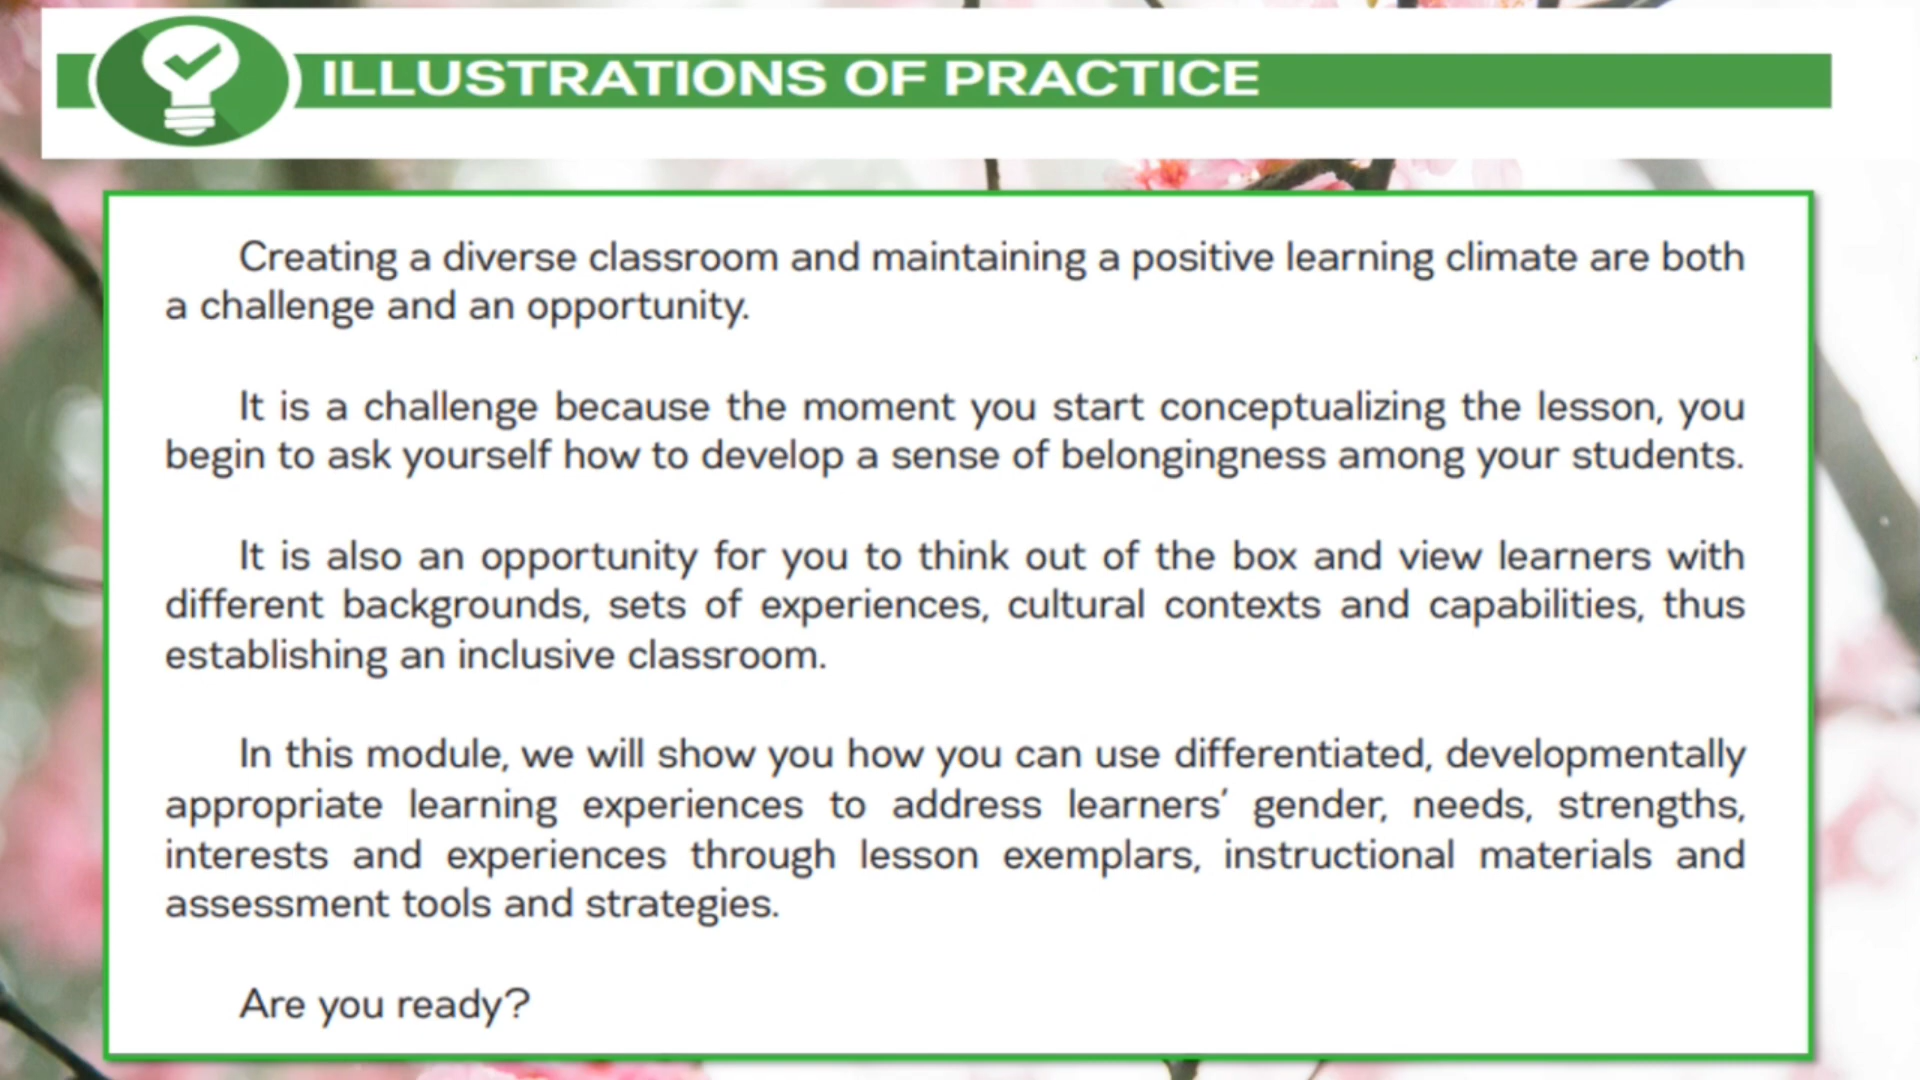 ILLUSTRATIONS OF PRACTICE
Creating a diverse classroom and maintaining a positive learning climate are both
a challenge and an opportunity.
It is a challenge because the moment you start conceptualizing the lesson, you
begin to ask yourself how to develop a sense of belongingness among your students.
It is also an opportunity for you to think out of the box and view learners with
different backgrounds, sets of experiences, cultural contexts and capabilities, thus
establishing an inclusive classroom.
In this module, we will show you how you can use differentiated, developmentally
appropriate learning experiences to address learners’ gender, needs, strengths,
interests and experiences through lesson exemplars, instructional materials and
assessment tools and strategies.
Are you ready?